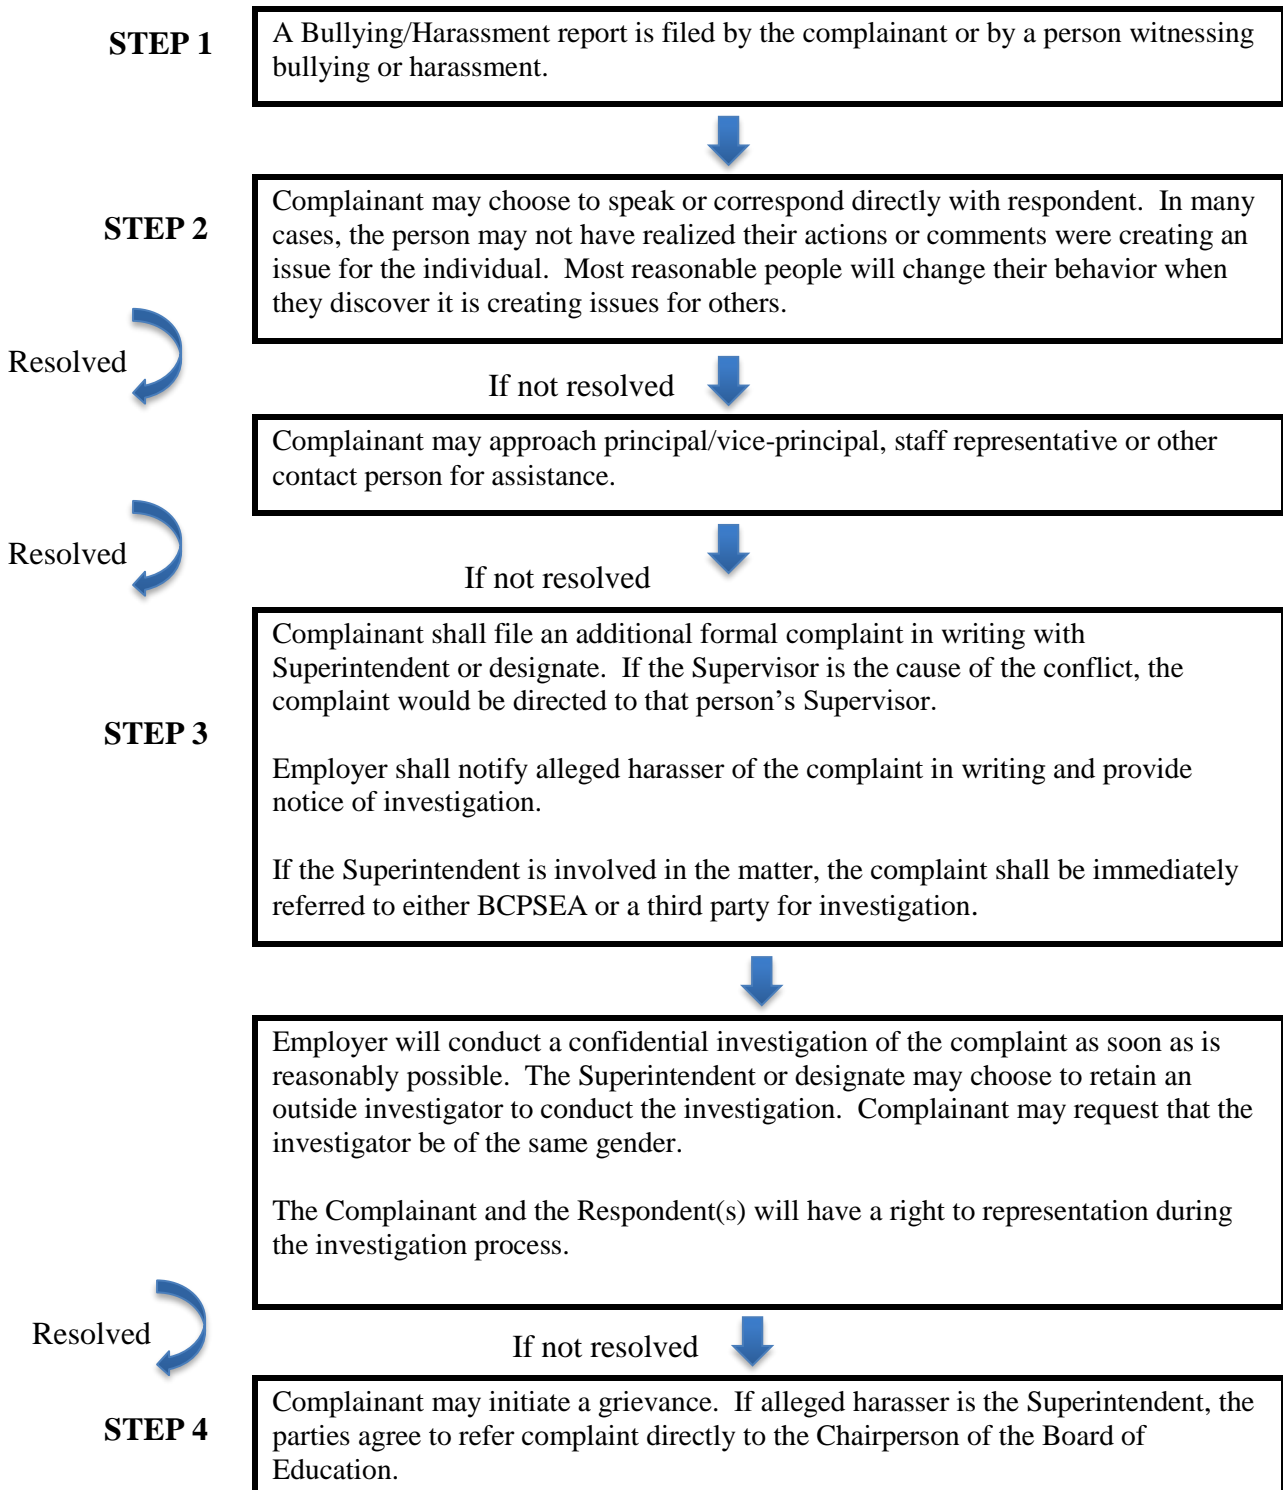 STEP 1
A Bullying/Harassment report is filed by the complainant or by a person witnessing
bullying or harassment.
STEP 2
Complainant may choose to speak or correspond directly with respondent. In many
cases, the person may not have realized their actions or comments were creating an
issue for the individual. Most reasonable people will change their behavior when
they discover it is creating issues for others.
Resolved
If not resolved
Complainant may approach principal/vice-principal, staff representative or other
contact person for assistance.
Resolved
If not resolved
STEP 3
Complainant shall file an additional formal complaint in writing with
Superintendent or designate. If the Supervisor is the cause of the conflict, the
complaint would be directed to that person’s Supervisor.
Employer shall notify alleged harasser of the complaint in writing and provide
notice of investigation.
If the Superintendent is involved in the matter, the complaint shall be immediately
referred to either BCPSEA or a third party for investigation.
Employer will conduct a confidential investigation of the complaint as soon as is
reasonably possible. The Superintendent or designate may choose to retain an
outside investigator to conduct the investigation. Complainant may request that the
investigator be of the same gender.
The Complainant and the Respondent(s) will have a right to representation during
the investigation process.
Resolved
If not resolved
STEP 4
Complainant may initiate a grievance. If alleged harasser is the Superintendent, the
parties agree to refer complaint directly to the Chairperson of the Board of
Education.